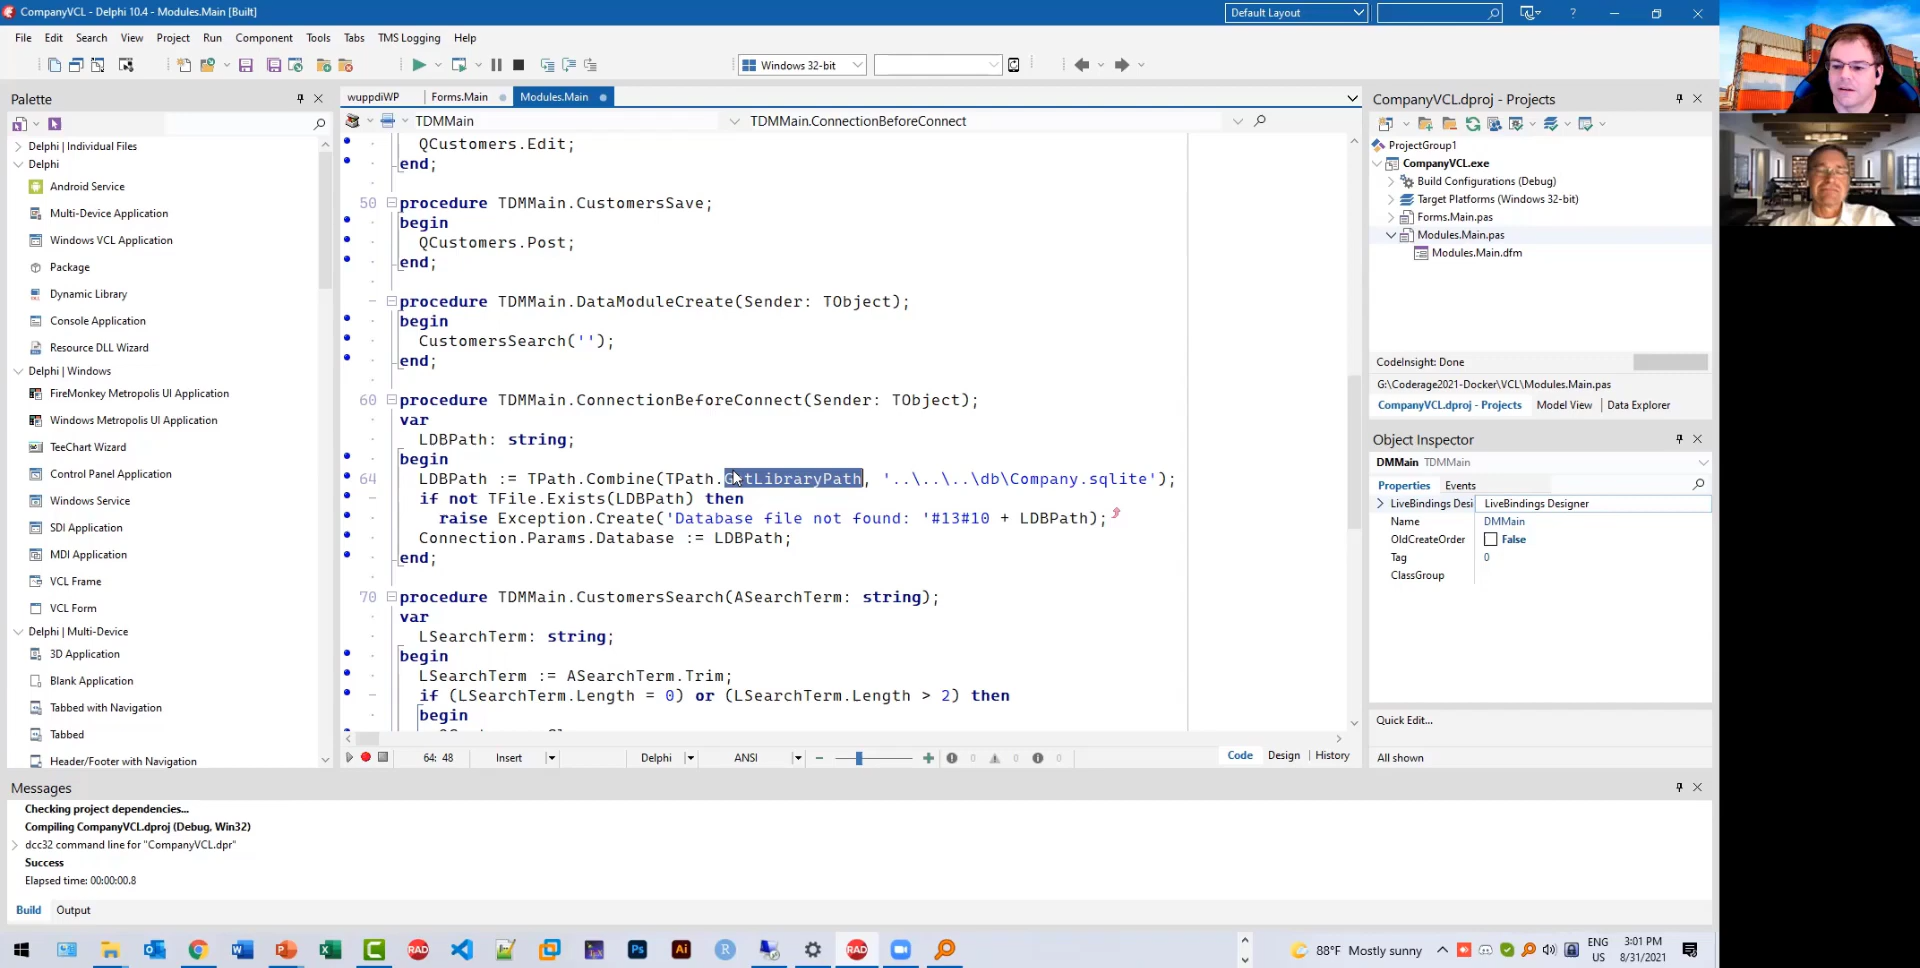 CompanyVCL - Delphi 10.4 - Modules.Main [Built]
Default Layout
File Edit Search View Project Run Component Tools Tabs TMS Logging Help
Windows 32-bit
Palette
Delphi | Individual Files
Delphi
Android Service
Multi-Device Application
Windows VCL Application
Package
Dynamic Library
Console Application
Resource DLL Wizard
Delphi | Windows
FireMonkey Metropolis UI Application
Windows Metropolis UI Application
TeeChart Wizard
Control Panel Application
Windows Service
SDI Application
MDI Application
VCL Frame
VCL Form
Delphi | Multi-Device
3D Application
Blank Application
Tabbed with Navigation
Tabbed
Header/Footer with Navigation
wuppdiWP Forms.Main Modules.Main
TDMMain TDMMain.ConnectionBeforeConnect
QCustomers.Edit;
end;
50 procedure TDMMain.CustomersSave;
begin
QCustomers.Post;
end;
procedure TDMMain.DataModuleCreate(Sender: TObject);
begin
CustomersSearch('');
end;
60 procedure TDMMain.ConnectionBeforeConnect(Sender: TObject);
var
LDBPath: string;
begin
64 LDBPath := TPath.Combine(TPath.GetLibraryPath, '..\..\..\db\Company.sqlite');
if not TFile.Exists(LDBPath) then
raise Exception.Create('Database file not found: '#13#10 + LDBPath);
Connection.Params.Database := LDBPath;
end;
70 procedure TDMMain.CustomersSearch(ASearchTerm: string);
var
LSearchTerm: string;
begin
LSearchTerm := ASearchTerm.Trim;
if (LSearchTerm.Length = 0) or (LSearchTerm.Length > 2) then
begin
64: 48 Insert Delphi ANSI 0 0 0 Code Design History
CompanyVCL.dproj - Projects
ProjectGroup1
CompanyVCL.exe
Build Configurations (Debug)
Target Platforms (Windows 32-bit)
Forms.Main.pas
Modules.Main.pas
Modules.Main.dfm
CodeInsight: Done
G:\Coderage2021-Docker\VCL\Modules.Main.pas
CompanyVCL.dproj - Projects Model View Data Explorer
Object Inspector
DMMain TDMMain
Properties Events
LiveBindings Desi LiveBindings Designer
Name DMMain
OldCreateOrder False
Tag 0
ClassGroup
Quick Edit...
All shown
Messages
Checking project dependencies...
Compiling CompanyVCL.dproj (Debug, Win32)
dcc32 command line for "CompanyVCL.dpr"
Success
Elapsed time: 00:00:00.8
Build Output
RAD RAD
88°F Mostly sunny
ENG
US
3:01 PM
8/31/2021